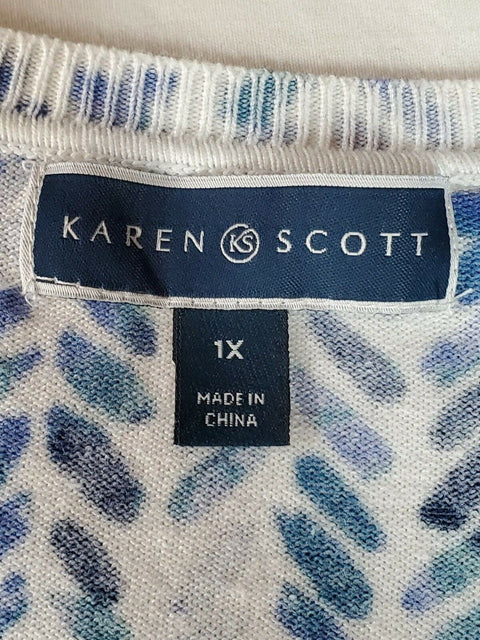 KAREN KS SCOTT
1X
MADE IN
CHINA